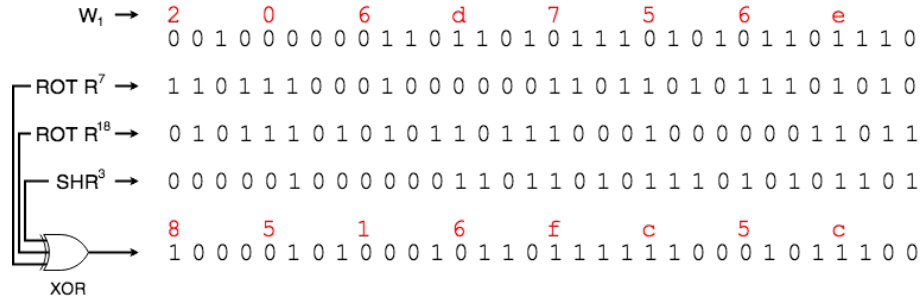 W₁ 2 0 6 d 7 5 6 e
0 0 1 0 0 0 0 0 0 1 1 0 1 1 0 1 0 1 1 1 0 1 0 1 0 1 1 0 1 1 1 0
ROT R⁷ 1 1 0 1 1 1 0 0 0 1 0 0 0 0 0 0 1 1 0 1 1 0 1 0 1 1 1 0 1 0 1 0
ROT R¹⁸ 0 1 0 1 1 1 0 1 0 1 0 1 1 0 1 1 1 0 0 0 1 0 0 0 0 0 0 1 1 0 1 1
SHR³ 0 0 0 0 0 1 0 0 0 0 0 0 1 1 0 1 1 0 1 0 1 1 1 0 1 0 1 0 1 1 0 1
8 5 1 6 f c 5 c
1 0 0 0 0 1 0 1 0 0 0 1 0 1 1 0 1 1 1 1 1 1 0 0 0 1 0 1 1 1 0 0
XOR